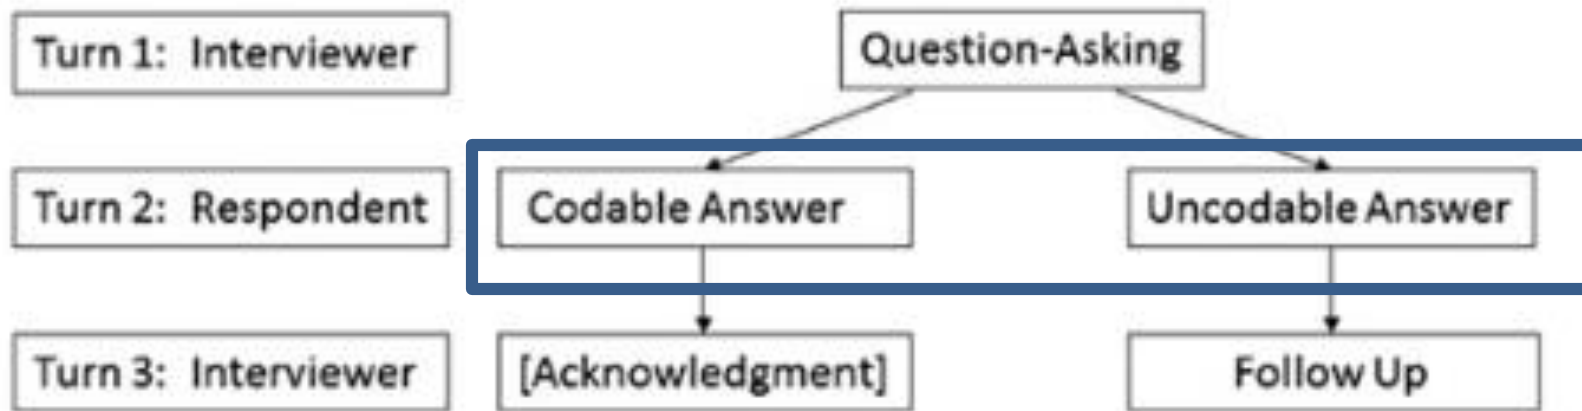 Turn 1: Interviewer
Question-Asking
Turn 2: Respondent
Codable Answer
Uncodable Answer
Turn 3: Interviewer
[Acknowledgment]
Follow Up